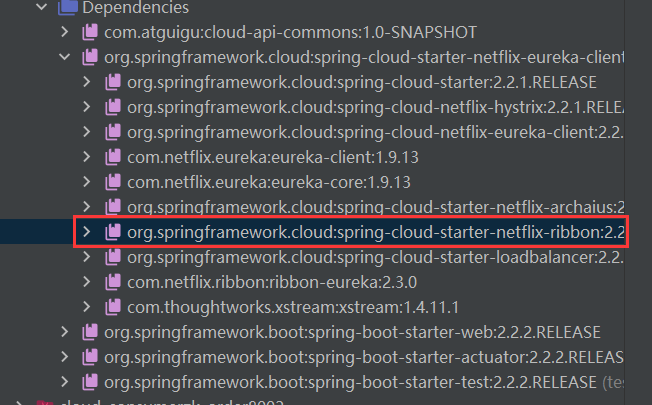 Dependencies
com.atguigu:cloud-api-commons:1.0-SNAPSHOT
org.springframework.cloud:spring-cloud-starter-netflix-eureka-client
org.springframework.cloud:spring-cloud-starter:2.2.1.RELEASE
org.springframework.cloud:spring-cloud-netflix-hystrix:2.2.1.RELEA
org.springframework.cloud:spring-cloud-netflix-eureka-client:2.2.
com.netflix.eureka:eureka-client:1.9.13
com.netflix.eureka:eureka-core:1.9.13
org.springframework.cloud:spring-cloud-starter-netflix-archaius:2
org.springframework.cloud:spring-cloud-starter-netflix-ribbon:2.2
org.springframework.cloud:spring-cloud-starter-loadbalancer:2.2.
com.netflix.ribbon:ribbon-eureka:2.3.0
com.thoughtworks.xstream:xstream:1.4.11.1
org.springframework.boot:spring-boot-starter-web:2.2.2.RELEASE
org.springframework.boot:spring-boot-starter-actuator:2.2.2.RELEASE
org.springframework.boot:spring-boot-starter-test:2.2.2.RELEASE (te